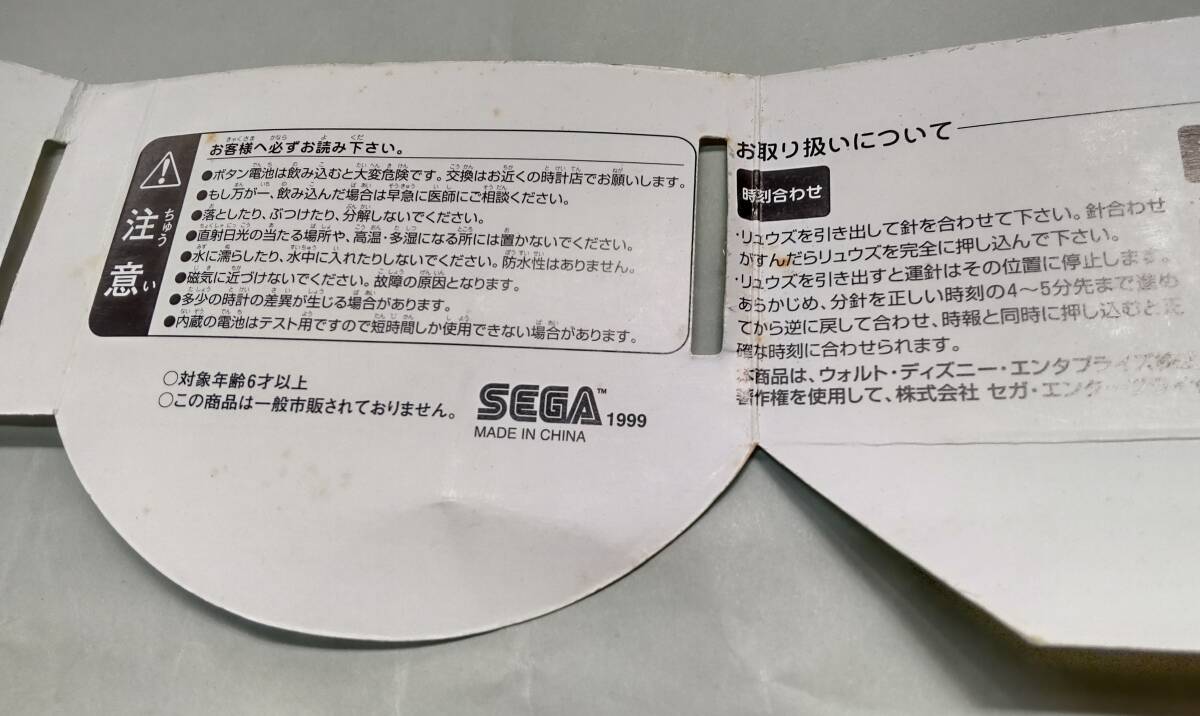 注意
ちゅうい
お客様へ必ずお読み下さい。
●ボタン電池は飲み込むと大変危険です。交換はお近くの時計店でお願いします。
●もし万が一、飲み込んだ場合は早急に医師にご相談ください。
●落としたり、ぶつけたり、分解しないでください。
●直射日光の当たる場所や、高温・多湿になる所には置かないでください。
●水に濡らしたり、水中に入れたりしないでください。防水性はありません。
●磁気に近づけないでください。故障の原因となります。
●多少の時計の差異が生じる場合があります。
●内蔵の電池はテスト用ですので短時間しか使用できない場合があります。
○対象年齢6才以上
○この商品は一般市販されておりません。
SEGA™ 1999
MADE IN CHINA
お取り扱いについて
時刻合わせ
・リュウズを引き出して針を合わせて下さい。針合わせ
がすんだらリュウズを完全に押し込んで下さい。
・リュウズを引き出すと運針はその位置に停止します。
あらかじめ、分針を正しい時刻の4～5分先まで進め
てから逆に戻して合わせ、時報と同時に押し込むと正
確な時刻に合わせられます。
本商品は、ウォルト・ディズニー・エンタプライズ
著作権を使用して、株式会社 セガ・エンタープライ